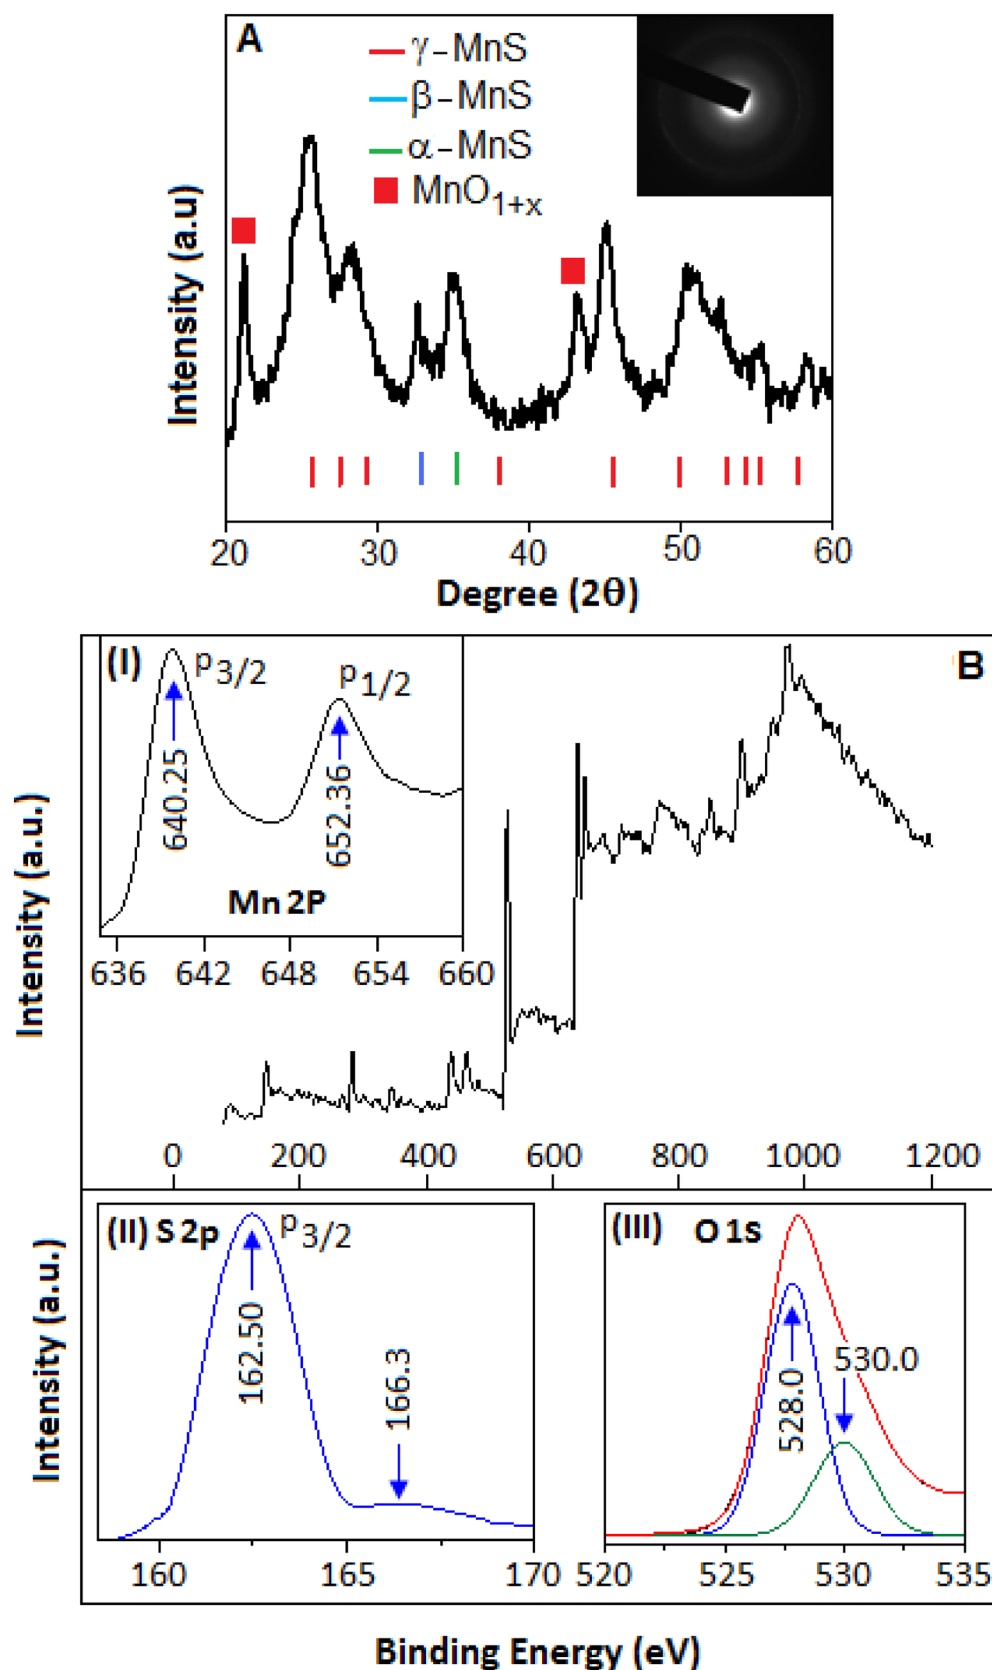 A
γ-MnS
β-MnS
α-MnS
MnO1+x
Intensity (a.u)
20 30 40 50 60
Degree (2θ)
(I) p3/2 p1/2 B
640.25
652.36
Mn 2P
636 642 648 654 660
Intensity (a.u.)
0 200 400 600 800 1000 1200
(II) S 2p p3/2
162.50
166.3
Intensity (a.u.)
160 165 170
(III) O 1s
528.0
530.0
520 525 530 535
Binding Energy (eV)